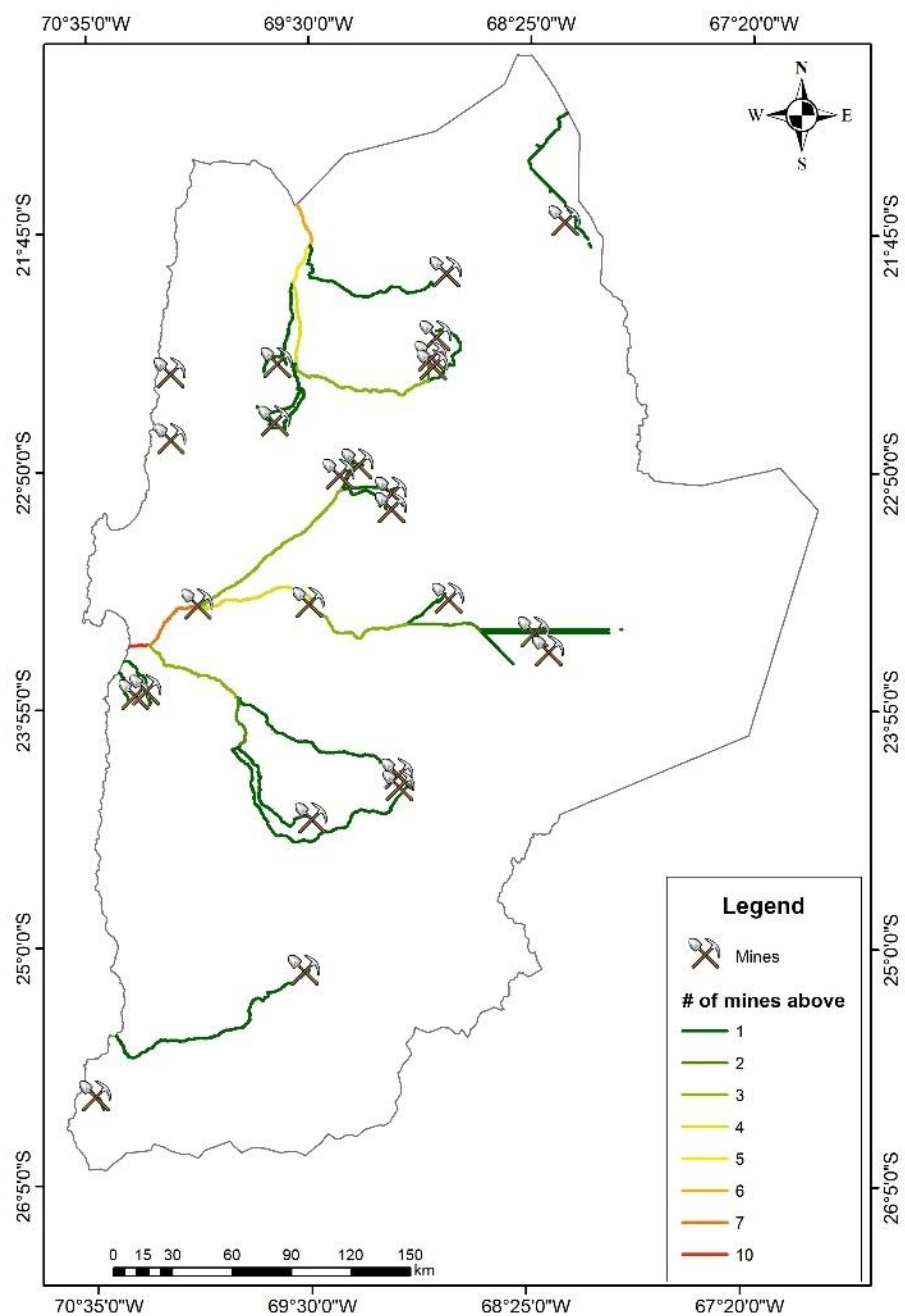 70°35'0"W 69°30'0"W 68°25'0"W 67°20'0"W
N
W E
S
21°45'0"S 21°45'0"S
22°50'0"S 22°50'0"S
23°55'0"S 23°55'0"S
25°0'0"S 25°0'0"S
26°5'0"S 26°5'0"S
Legend
Mines
# of mines above
1
2
3
4
5
6
7
10
0 15 30 60 90 120 150
km
70°35'0"W 69°30'0"W 68°25'0"W 67°20'0"W